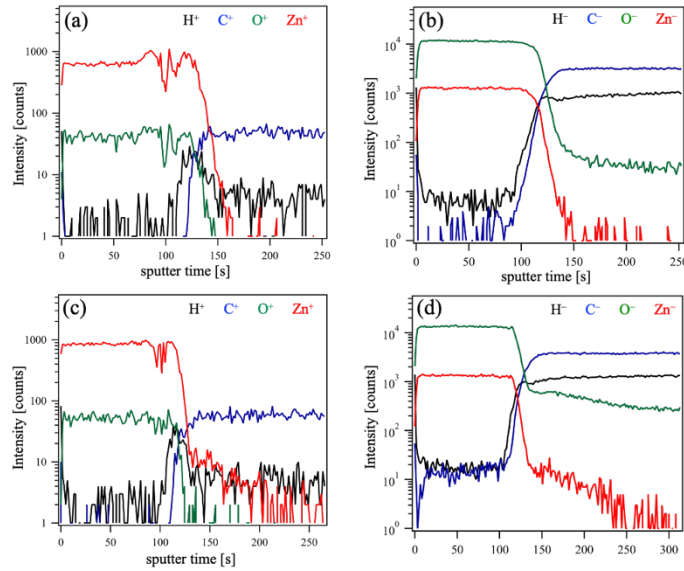 (a) H⁺ C⁺ O⁺ Zn⁺
Intensity [counts]
1000
100
10
1
0 50 100 150 200 250
sputter time [s]
(b) H⁻ C⁻ O⁻ Zn⁻
Intensity [counts]
10⁴
10³
10²
10¹
10⁰
0 50 100 150 200 250
sputter time [s]
(c) H⁺ C⁺ O⁺ Zn⁺
Intensity [counts]
1000
100
10
1
0 50 100 150 200 250
sputter time [s]
(d) H⁻ C⁻ O⁻ Zn⁻
Intensity [counts]
10⁴
10³
10²
10¹
10⁰
0 50 100 150 200 250 300
sputter time [s]